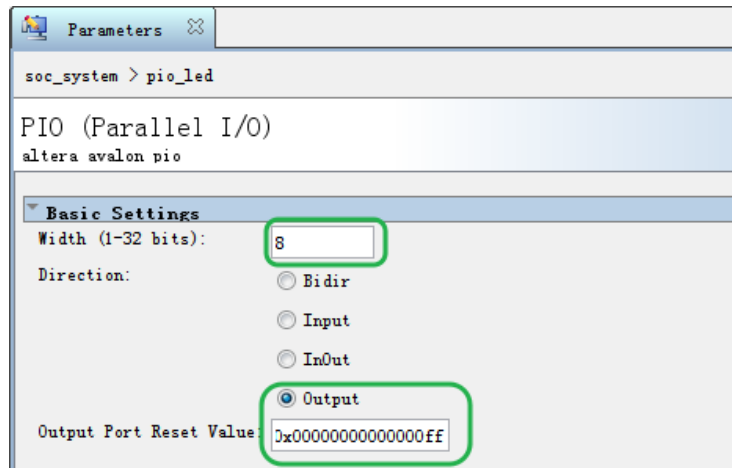 Parameters
soc_system > pio_led
PIO (Parallel I/O)
altera avalon pio
Basic Settings
Width (1-32 bits): 8
Direction:
Bidir
Input
InOut
Output
Output Port Reset Value: 0x00000000000000ff